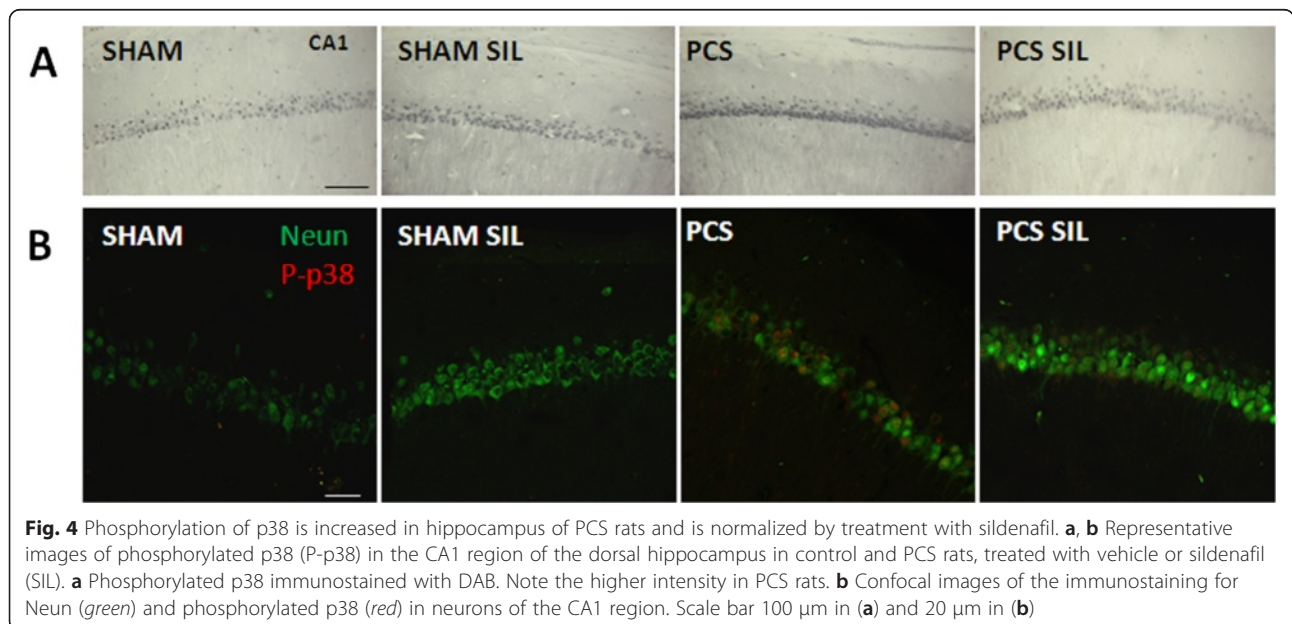 A
SHAM
CA1
SHAM SIL
PCS
PCS SIL
B
SHAM
Neun
P-p38
SHAM SIL
PCS
PCS SIL
Fig. 4 Phosphorylation of p38 is increased in hippocampus of PCS rats and is normalized by treatment with sildenafil. a, b Representative
images of phosphorylated p38 (P-p38) in the CA1 region of the dorsal hippocampus in control and PCS rats, treated with vehicle or sildenafil
(SIL). a Phosphorylated p38 immunostained with DAB. Note the higher intensity in PCS rats. b Confocal images of the immunostaining for
Neun (green) and phosphorylated p38 (red) in neurons of the CA1 region. Scale bar 100 μm in (a) and 20 μm in (b)